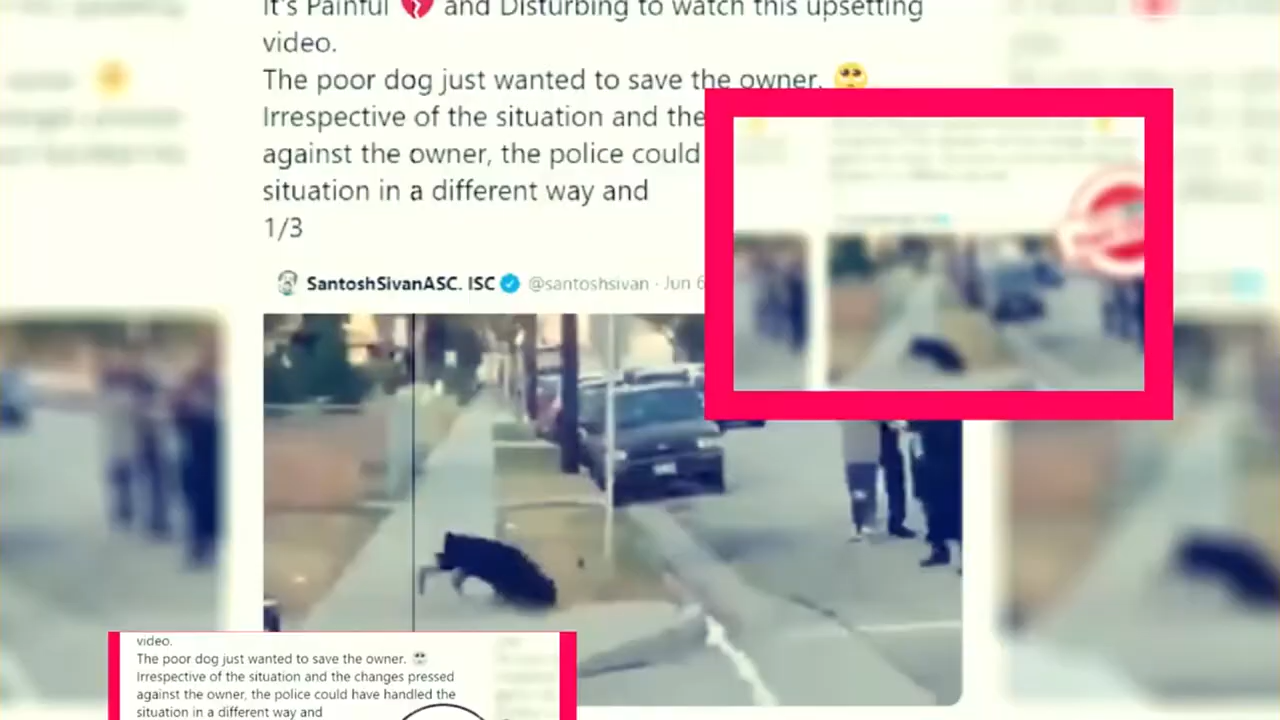 It's Painful 💔 and Disturbing to watch this upsetting
video.
The poor dog just wanted to save the owner. 🥺
Irrespective of the situation and the
against the owner, the police could
situation in a different way and
1/3
SantoshSivanASC. ISC @santoshsivan · Jun 6
video.
The poor dog just wanted to save the owner. 🥺
Irrespective of the situation and the changes pressed
against the owner, the police could have handled the
situation in a different way and